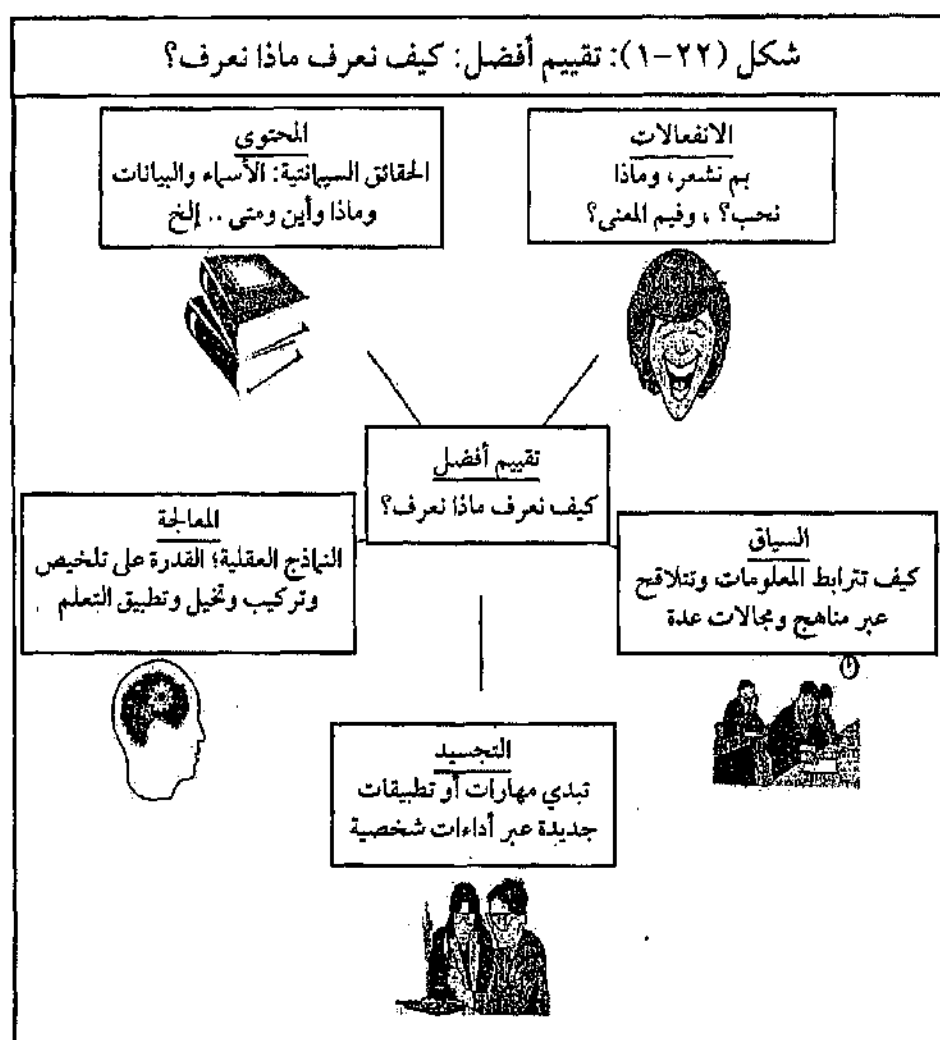 شكل (٢٢-١): تقييم أفضل: كيف نعرف ماذا نعرف؟
الانفعالات
بم نشعر، وماذا
نحب؟، وفيم المعنى؟
المحتوى
الحقائق السيمانتية: الأسماء والبيانات
وماذا وأين ومتى .. إلخ
تقييم أفضل
كيف نعرف ماذا نعرف؟
السياق
كيف تترابط المعلومات وتتلاقح
عبر مناهج ومجالات عدة
المعالجة
النماذج العقلية؛ القدرة على تلخيص
وتركيب وتخيل وتطبيق التعلم
التجسيد
تبدي مهارات أو تطبيقات
جديدة عبر أداءات شخصية